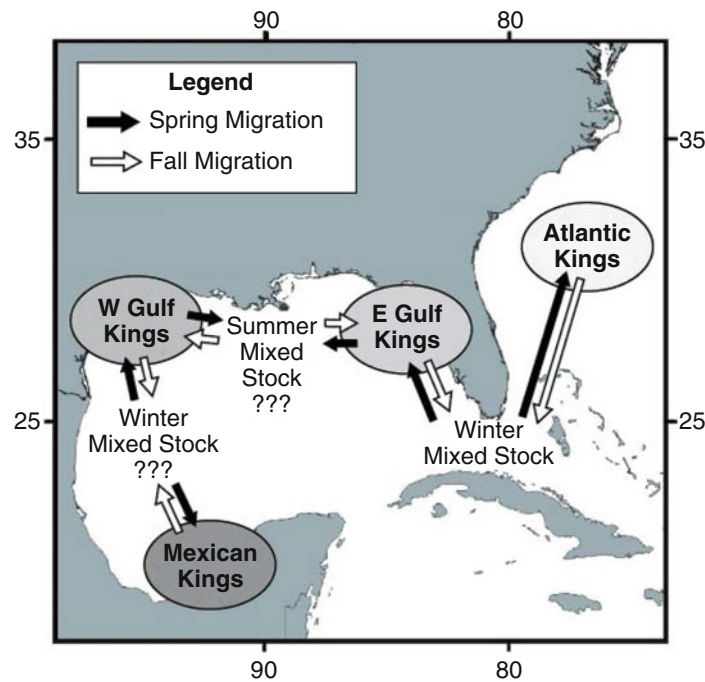 90
80
Legend
Spring Migration
Fall Migration
35
35
Atlantic
Kings
W Gulf
Kings
Summer
Mixed
Stock
???
E Gulf
Kings
25
25
Winter
Mixed Stock
???
Winter
Mixed Stock
Mexican
Kings
90
80